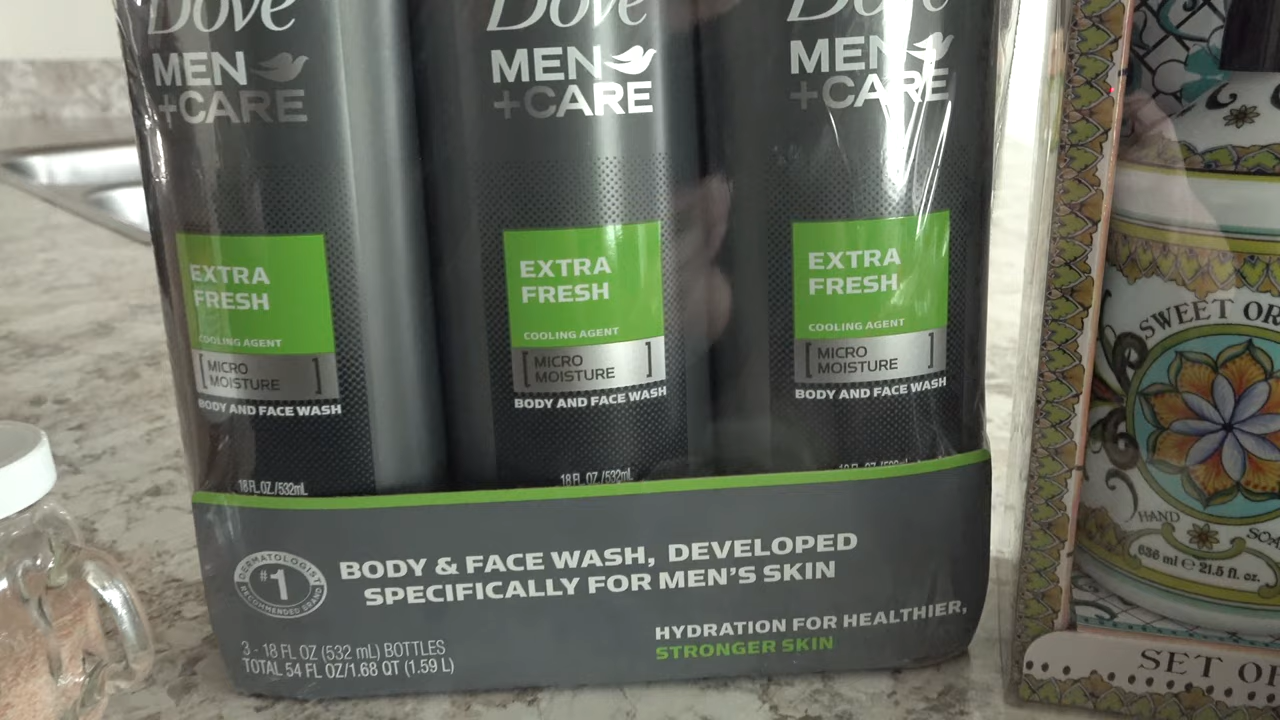 Dove
MEN
+CARE
EXTRA
FRESH
COOLING AGENT
MICRO
MOISTURE
BODY AND FACE WASH
18 FL OZ./532mL
Dove
MEN
+CARE
EXTRA
FRESH
COOLING AGENT
MICRO
MOISTURE
BODY AND FACE WASH
18 FL OZ./532mL
Dove
MEN
+CARE
EXTRA
FRESH
COOLING AGENT
MICRO
MOISTURE
BODY AND FACE WASH
DERMATOLOGIST
#1
RECOMMENDED BRAND
BODY & FACE WASH, DEVELOPED
SPECIFICALLY FOR MEN'S SKIN
HYDRATION FOR HEALTHIER,
STRONGER SKIN
3 - 18 FL OZ (532 mL) BOTTLES
TOTAL 54 FL OZ/1.68 QT (1.59 L)
SWEET OR
HAND SOA
636 ml e 21.5 fl. oz.
SET OF